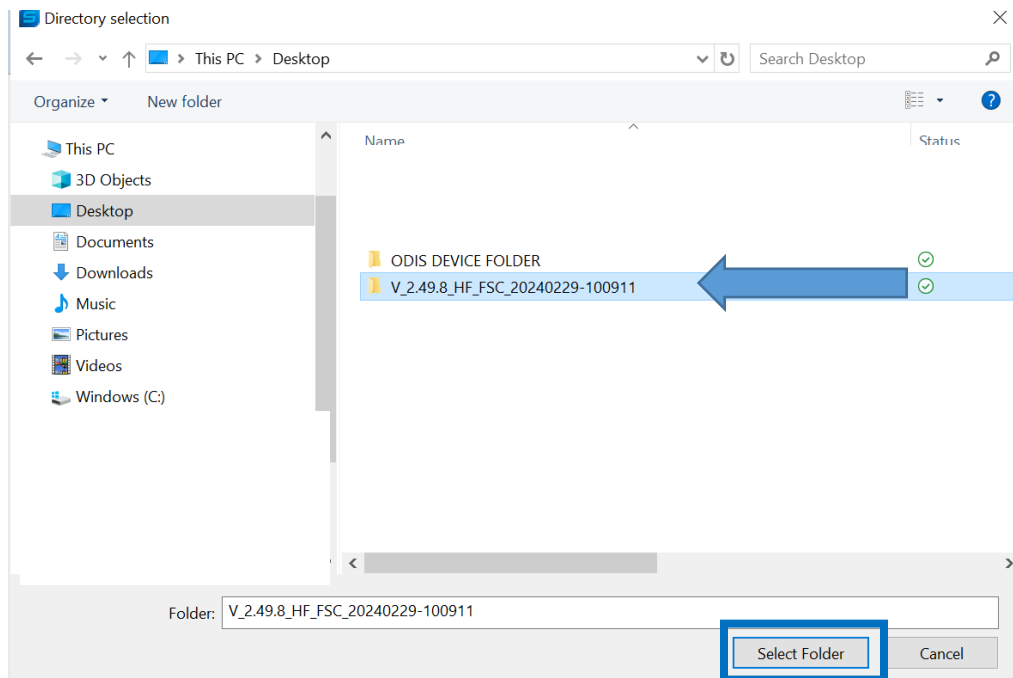 Directory selection
This PC > Desktop
Search Desktop
Organize
New folder
?
Name
Status
This PC
3D Objects
Desktop
Documents
Downloads
Music
Pictures
Videos
Windows (C:)
ODIS DEVICE FOLDER
V_2.49.8_HF_FSC_20240229-100911
Folder: V_2.49.8_HF_FSC_20240229-100911
Select Folder
Cancel